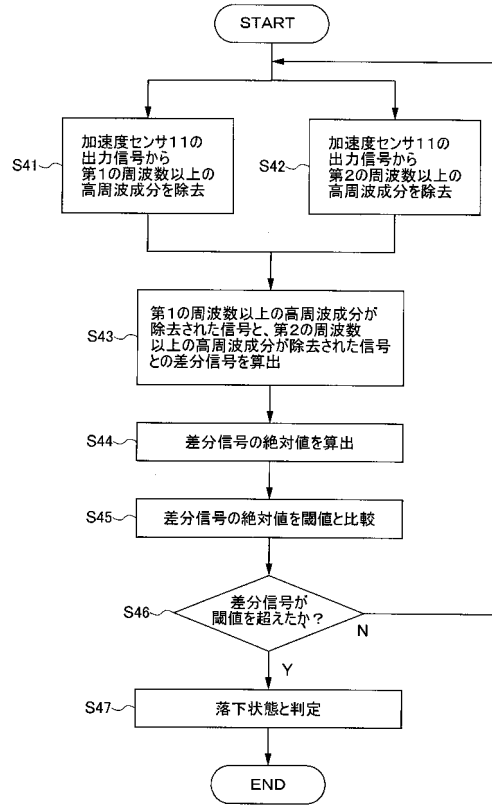 START
S41
加速度センサ11の
出力信号から
第1の周波数以上の
高周波成分を除去
S42
加速度センサ11の
出力信号から
第2の周波数以上の
高周波成分を除去
S43
第1の周波数以上の高周波成分が
除去された信号と、第2の周波数
以上の高周波成分が除去された信号
との差分信号を算出
S44
差分信号の絶対値を算出
S45
差分信号の絶対値を閾値と比較
S46
差分信号が
閾値を超えたか?
N
Y
S47
落下状態と判定
END